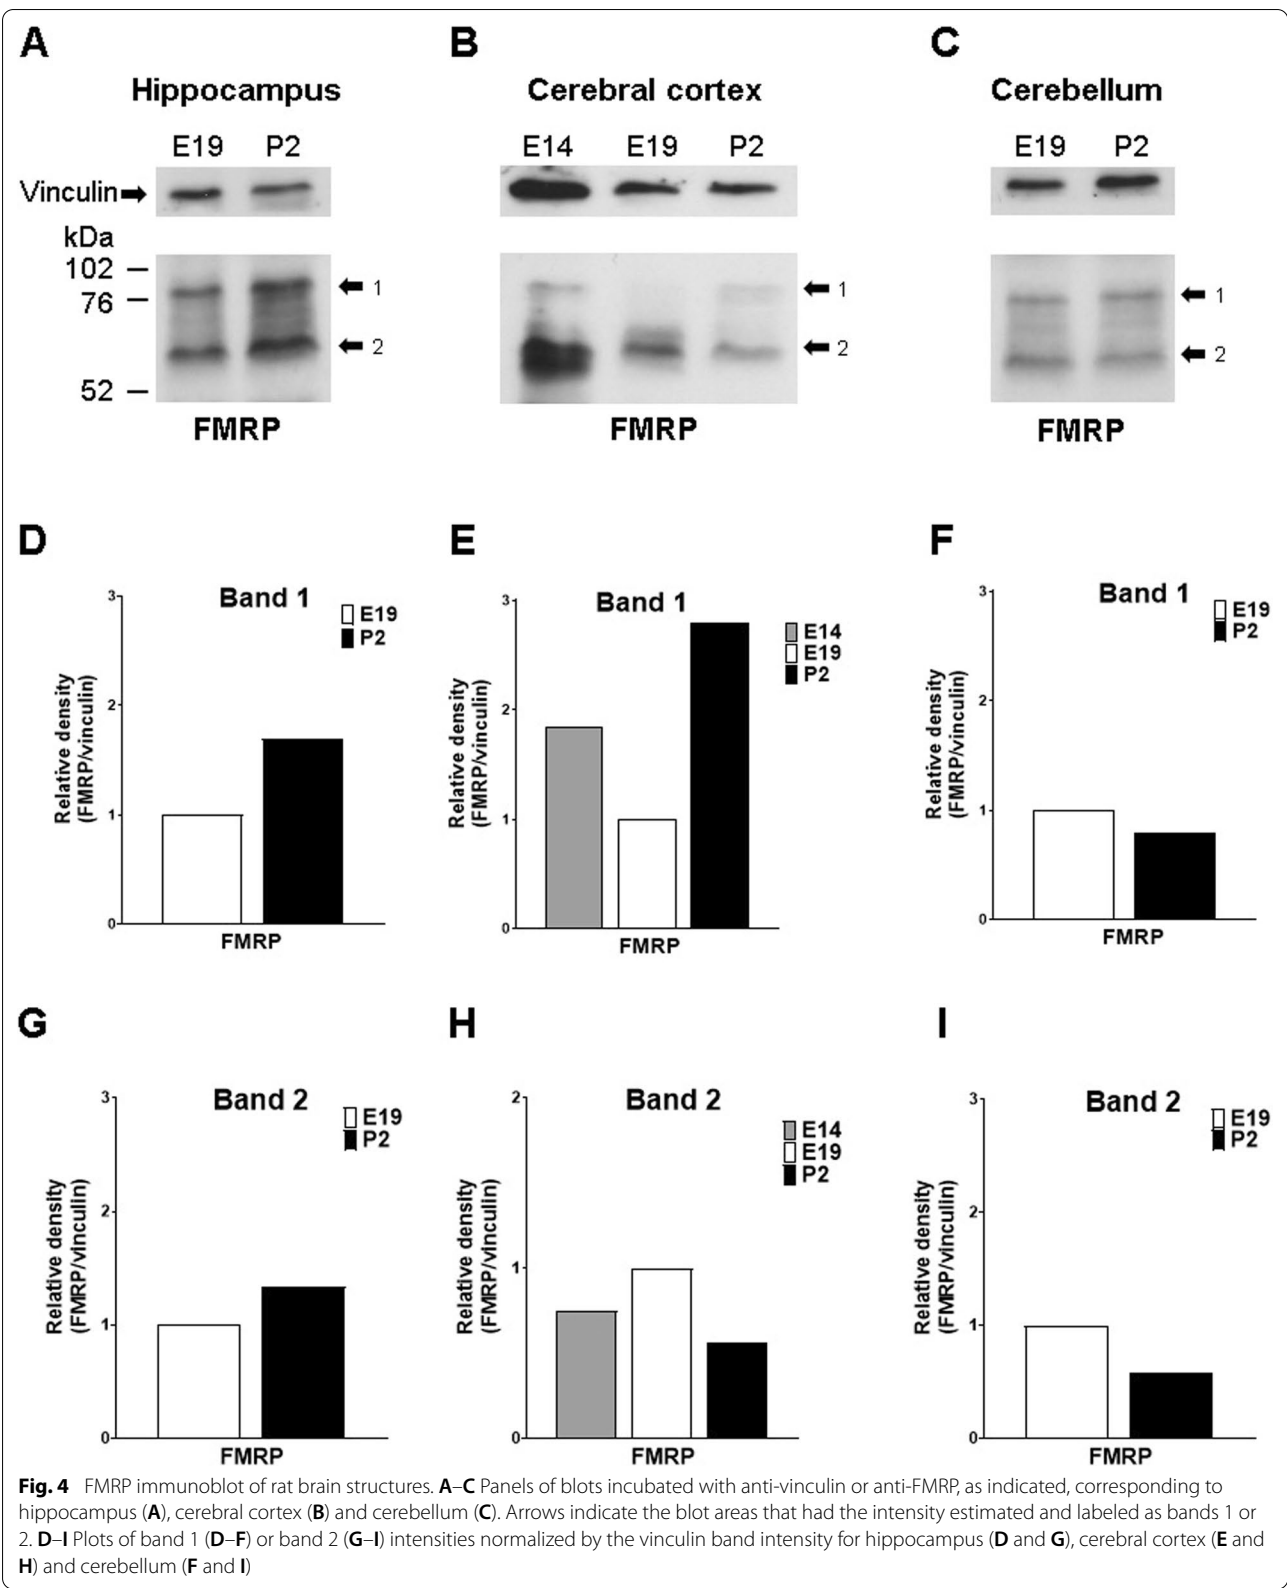 A
B
C
Hippocampus
Cerebral cortex
Cerebellum
E19 P2
E14 E19 P2
E19 P2
Vinculin
kDa
102
76
52
1
2
1
2
1
2
FMRP
FMRP
FMRP
D
Band 1
E19
P2
Relative density
(FMRP/vinculin)
3
2
1
0
FMRP
E
Band 1
E14
E19
P2
Relative density
(FMRP/vinculin)
3
2
1
0
FMRP
F
Band 1
E19
P2
Relative density
(FMRP/vinculin)
3
2
1
0
FMRP
G
Band 2
E19
P2
Relative density
(FMRP/vinculin)
3
2
1
0
FMRP
H
Band 2
E14
E19
P2
Relative density
(FMRP/vinculin)
2
1
0
FMRP
I
Band 2
E19
P2
Relative density
(FMRP/vinculin)
3
2
1
0
FMRP
Fig. 4 FMRP immunoblot of rat brain structures. A–C Panels of blots incubated with anti-vinculin or anti-FMRP, as indicated, corresponding to
hippocampus (A), cerebral cortex (B) and cerebellum (C). Arrows indicate the blot areas that had the intensity estimated and labeled as bands 1 or
2. D–I Plots of band 1 (D–F) or band 2 (G–I) intensities normalized by the vinculin band intensity for hippocampus (D and G), cerebral cortex (E and
H) and cerebellum (F and I)